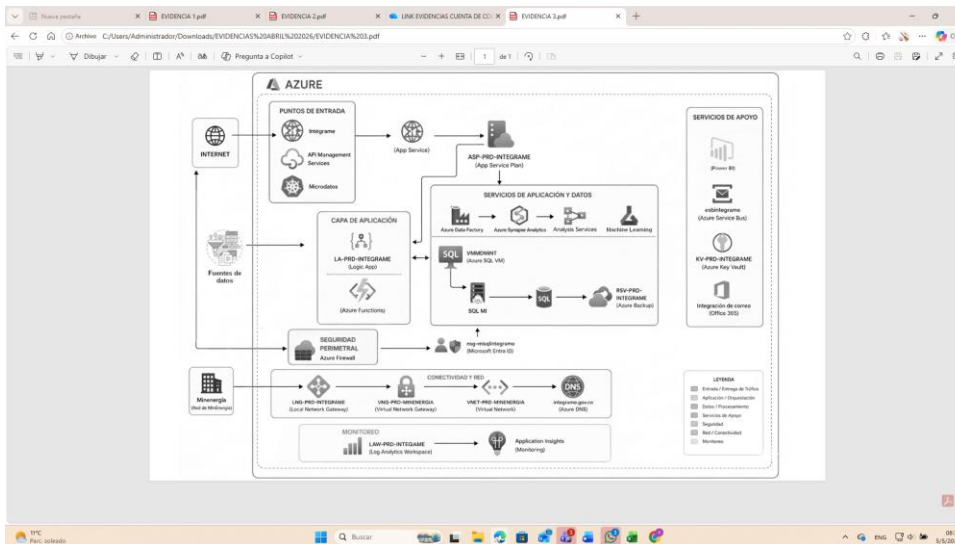 Nueva pestaña
EVIDENCIA 1.pdf
EVIDENCIA 2.pdf
LINK EVIDENCIAS CUENTA DE CO
EVIDENCIA 3.pdf
Archivo C:/Users/Administrador/Downloads/EVIDENCIAS%20ABRIL%202026/EVIDENCIA%203.pdf
Dibujar
Pregunta a Copilot
1 de 1
AZURE
PUNTOS DE ENTRADA
Intégrame
API Management
Services
Microdatos
INTERNET
(App Service)
ASP-PRD-INTEGRAME
(App Service Plan)
SERVICIOS DE APOYO
(Power BI)
(Azure Service Bus)
KV-PRD-INTEGRAME
(Azure Key Vault)
Integración de correo
(Office 365)
SERVICIOS DE APLICACIÓN Y DATOS
Azure Data Factory
Azure Synapse Analytics
Analysis Services
Machine Learning
CAPA DE APLICACIÓN
LA-PRD-INTEGRAME
(Logic App)
(Azure Functions)
Fuentes de
datos
SQL
(Azure SQL VM)
SQL MI
SQL
RSV-PRD-
INTEGRAME
(Azure Backup)
SEGURIDAD
PERIMETRAL
Azure Firewall
(Microsoft Entra ID)
Minenergía
(Red de MinEnergía)
CONECTIVIDAD Y RED
LNG-PRD-INTEGRAME
(Local Network Gateway)
VNG-PRD-MINENERGIA
(Virtual Network Gateway)
VNET-PRD-MINENERGIA
(Virtual Network)
DNS
integrame.gov.co
(Azure DNS)
MONITOREO
LAW-PRD-INTEGAME
(Log Analytics Workspace)
Application Insights
(Monitoring)
LEYENDA
Entrada / Entrega de Tráfico
Aplicación / Orquestación
Datos / Procesamiento
Servicios de Apoyo
Seguridad
Red / Conectividad
Monitoreo
11°C
Parc. soleado
Buscar
ENG